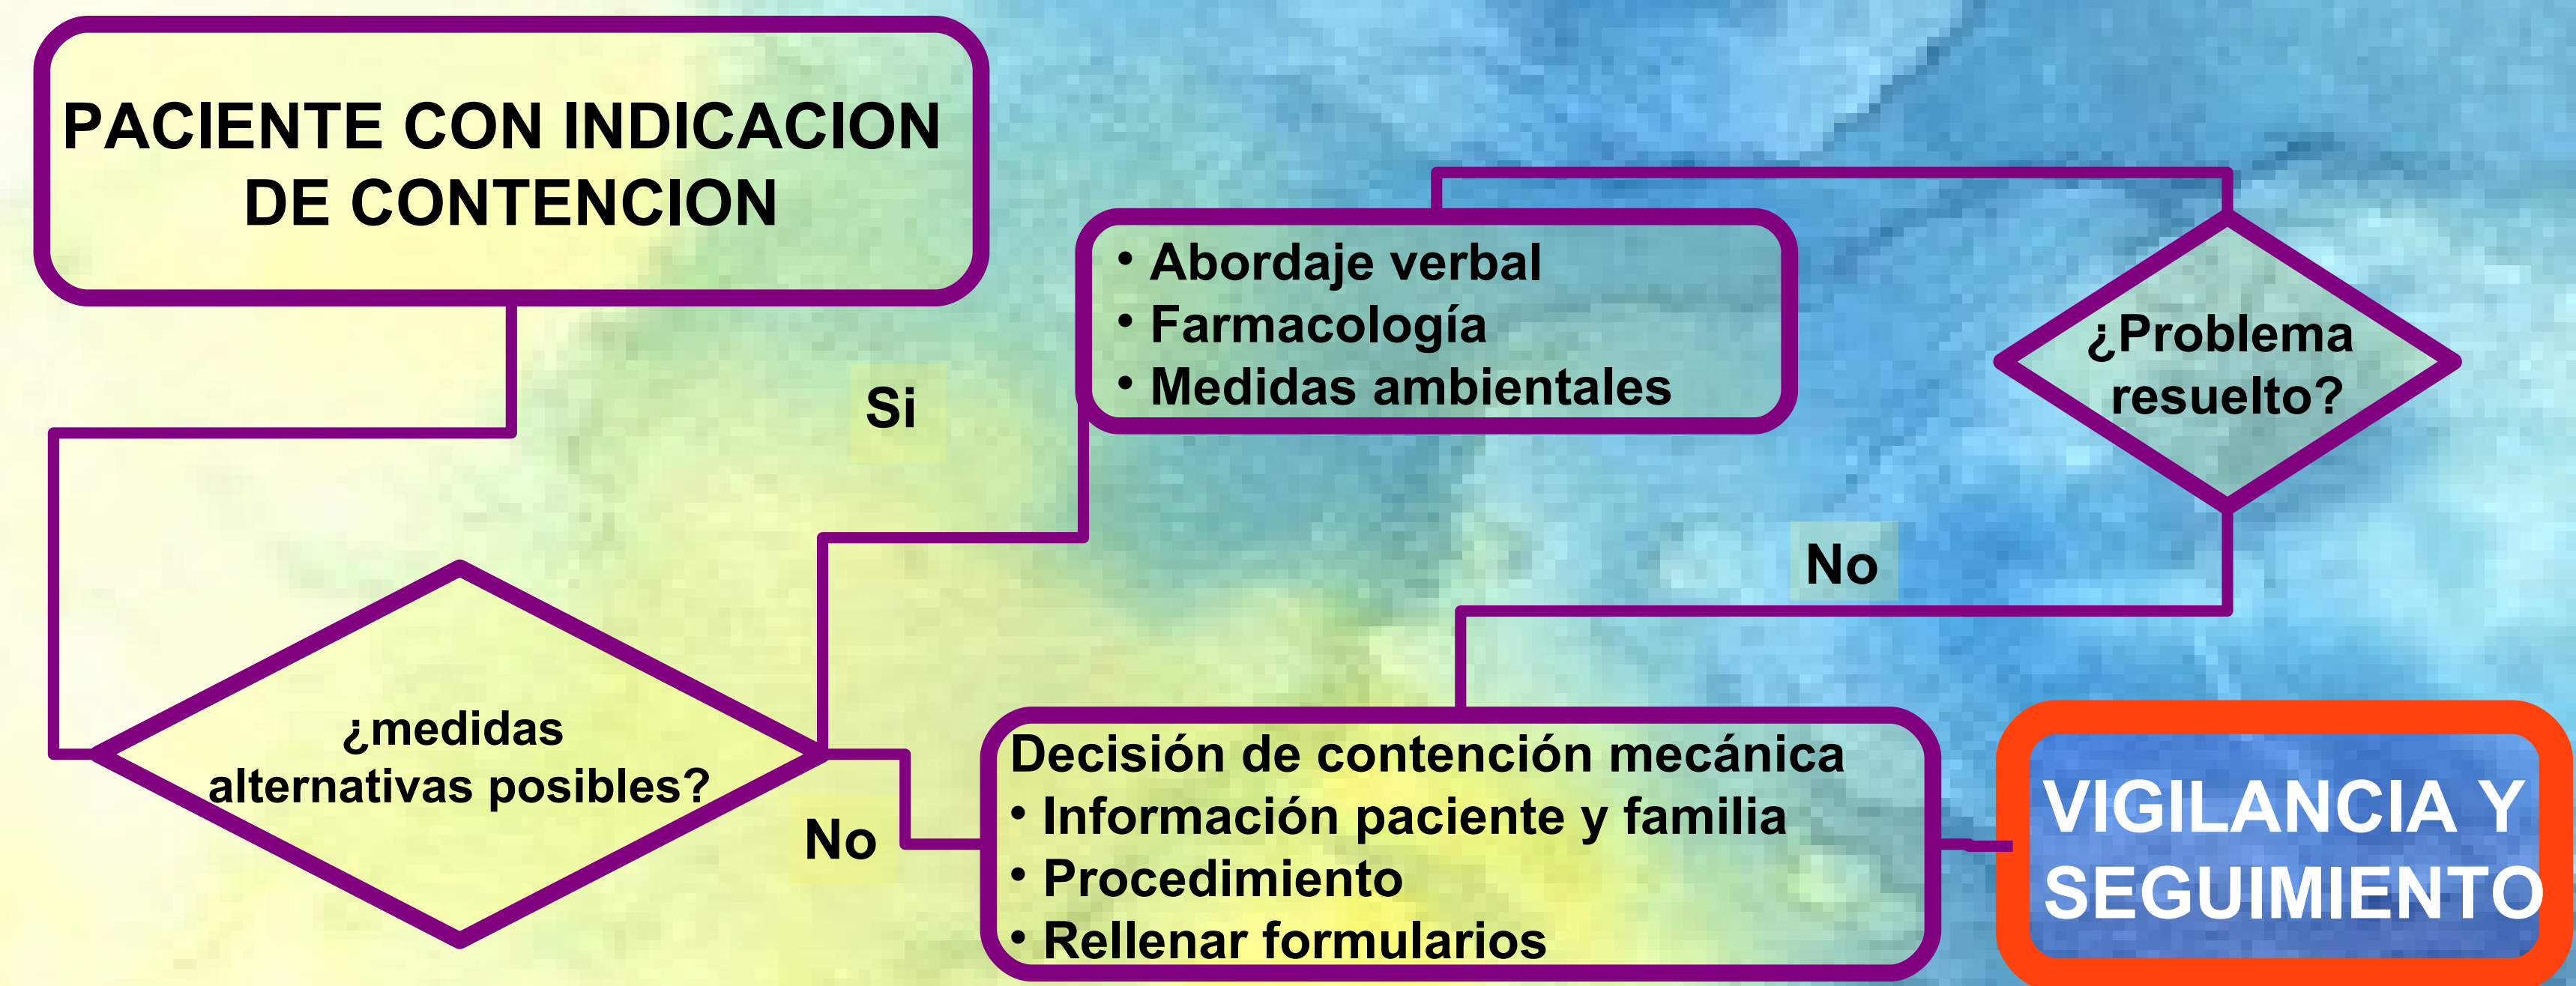 PACIENTE CON INDICACION
DE CONTENCION
• Abordaje verbal
• Farmacología
• Medidas ambientales
¿Problema
resuelto?
Si
No
¿medidas
alternativas posibles?
No
Decisión de contención mecánica
• Información paciente y familia
• Procedimiento
• Rellenar formularios
VIGILANCIA Y
SEGUIMIENTO